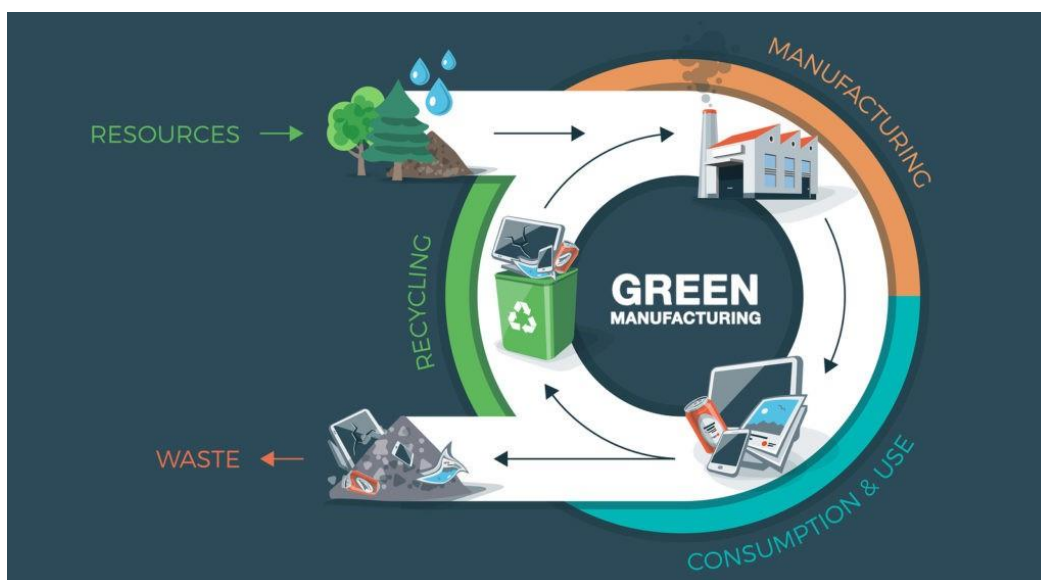 MANUFACTURING
RESOURCES
RECYCLING
GREEN
MANUFACTURING
WASTE
CONSUMPTION & USE